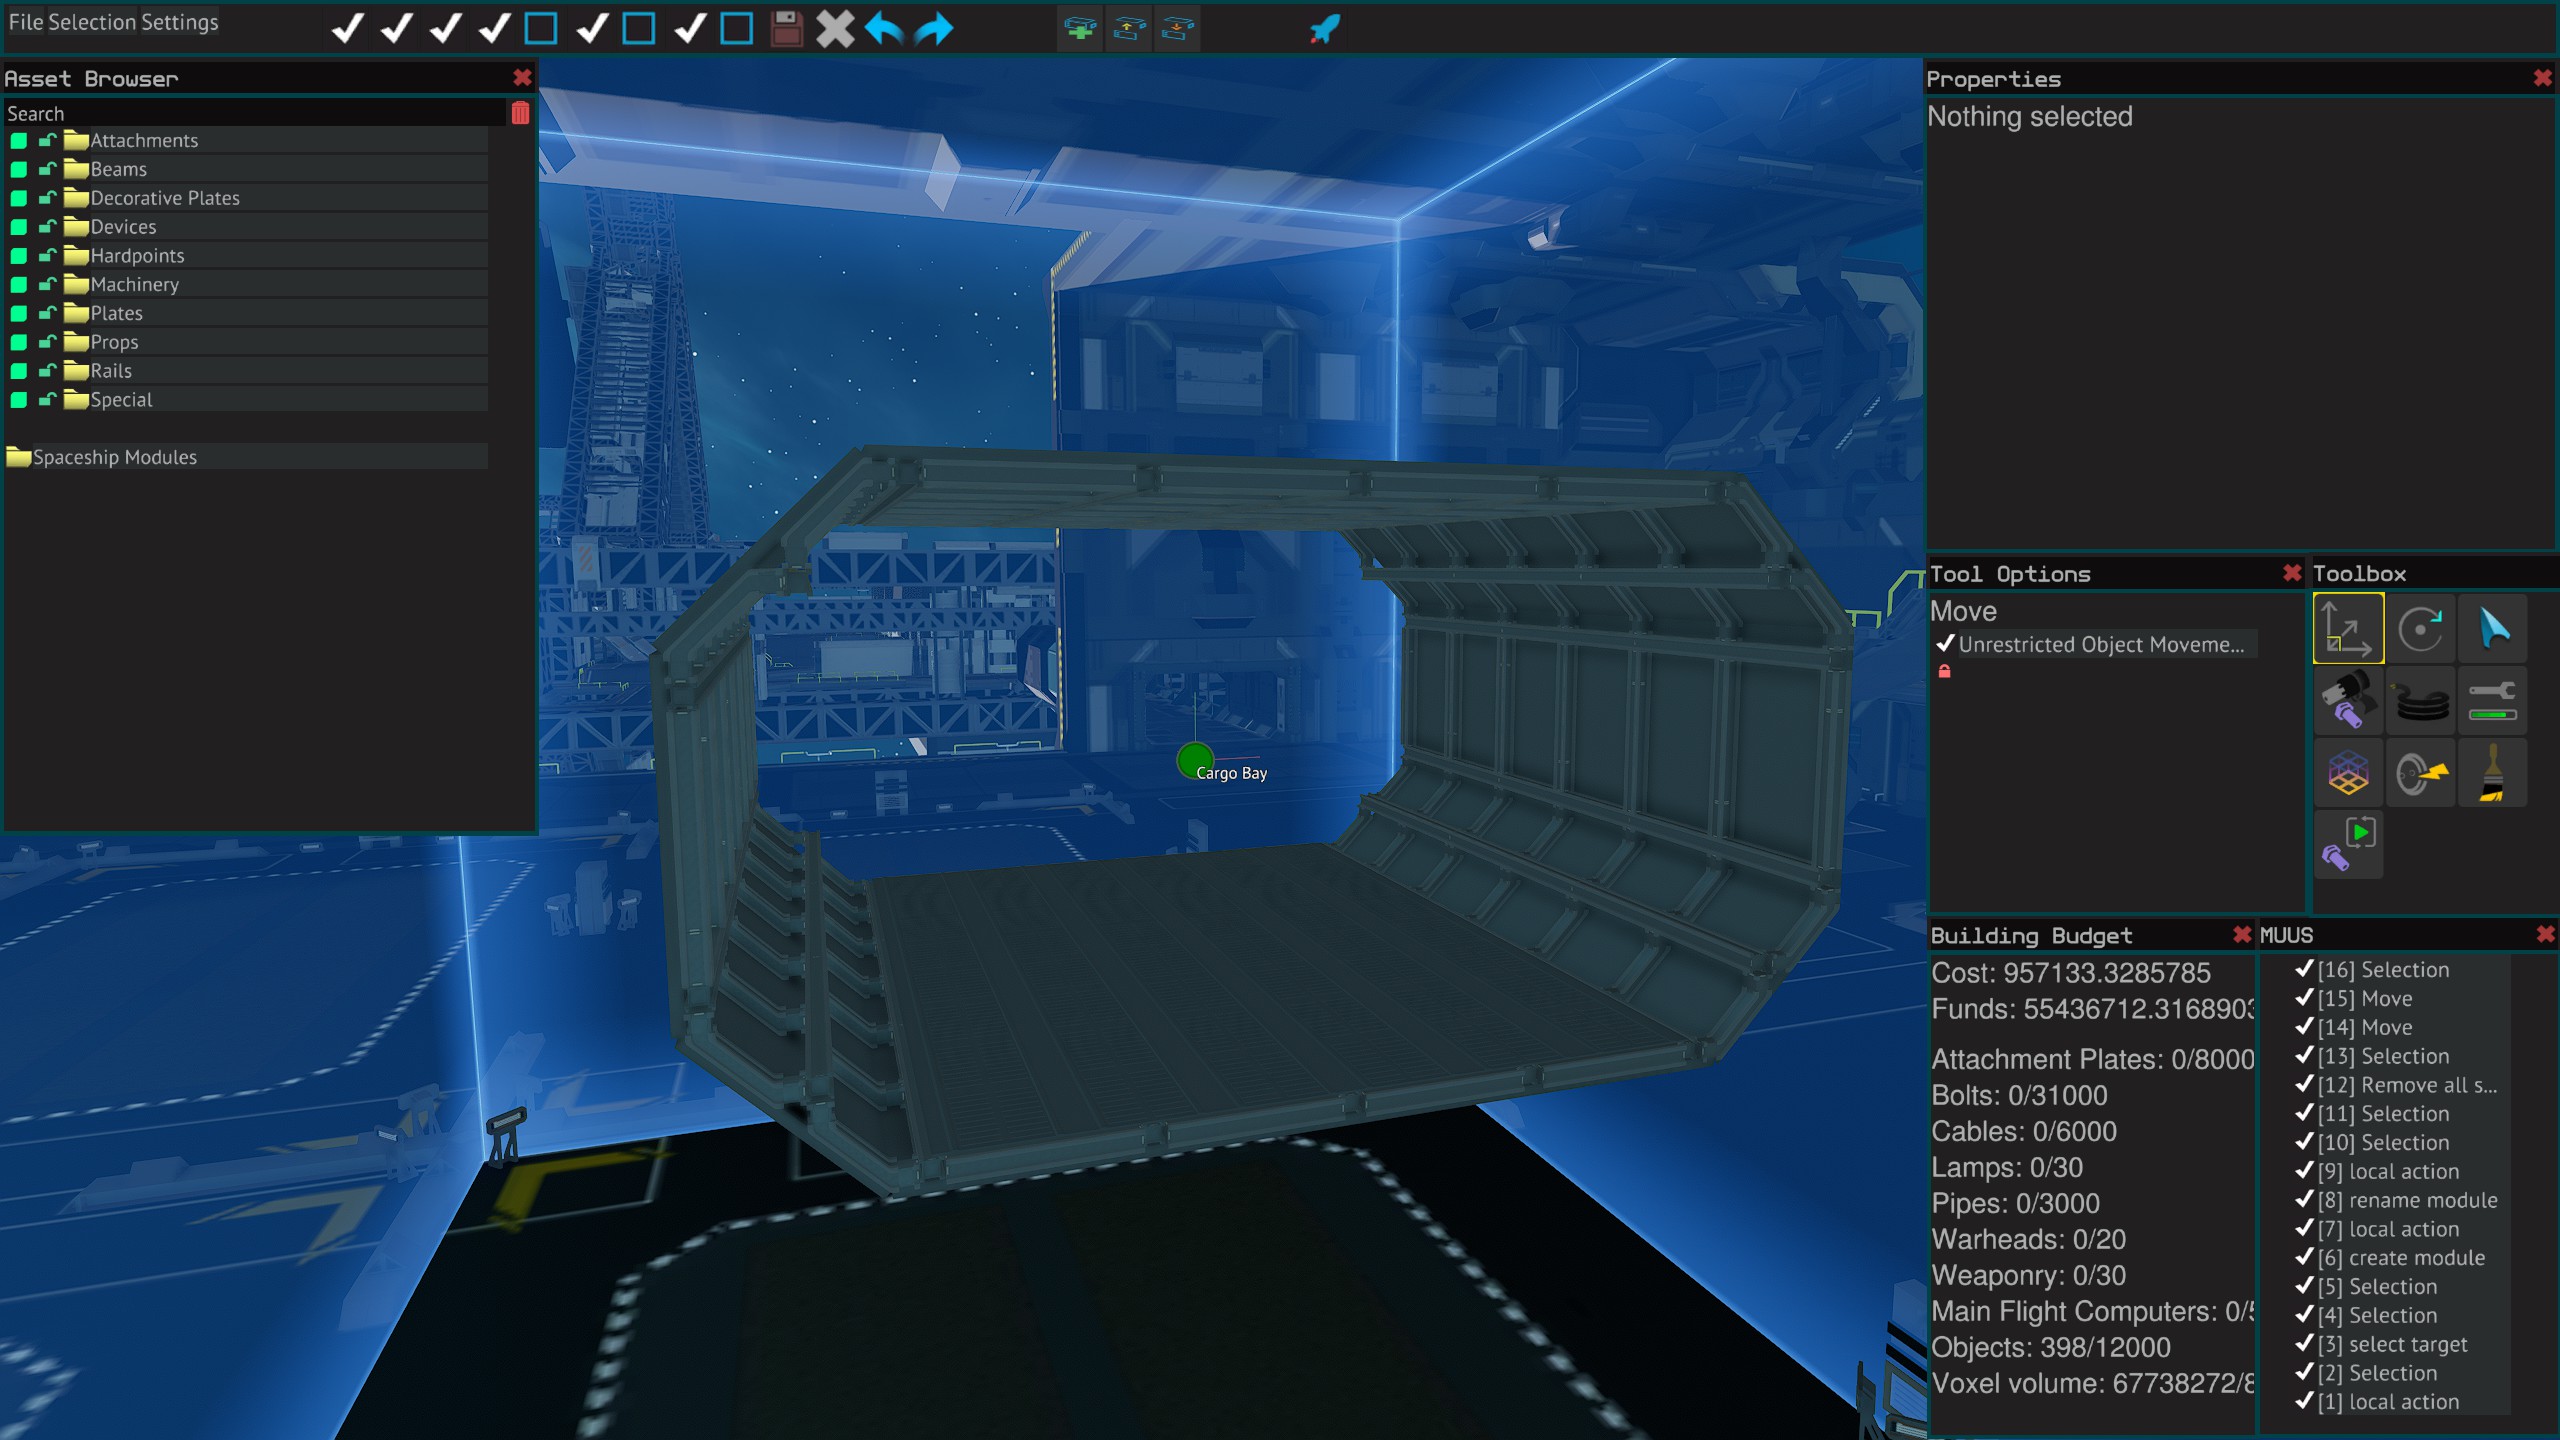 File Selection Settings
Asset Browser
Search
Attachments
Beams
Decorative Plates
Devices
Hardpoints
Machinery
Plates
Props
Rails
Special
Spaceship Modules
Cargo Bay
Properties
Nothing selected
Tool Options
Move
Unrestricted Object Moveme...
Toolbox
Building Budget
Cost: 957133.3285785
Funds: 55436712.3168903
Attachment Plates: 0/8000
Bolts: 0/31000
Cables: 0/6000
Lamps: 0/30
Pipes: 0/3000
Warheads: 0/20
Weaponry: 0/30
Main Flight Computers: 0/5
Objects: 398/12000
Voxel volume: 67738272/8
MUUS
[16] Selection
[15] Move
[14] Move
[13] Selection
[12] Remove all s...
[11] Selection
[10] Selection
[9] local action
[8] rename module
[7] local action
[6] create module
[5] Selection
[4] Selection
[3] select target
[2] Selection
[1] local action